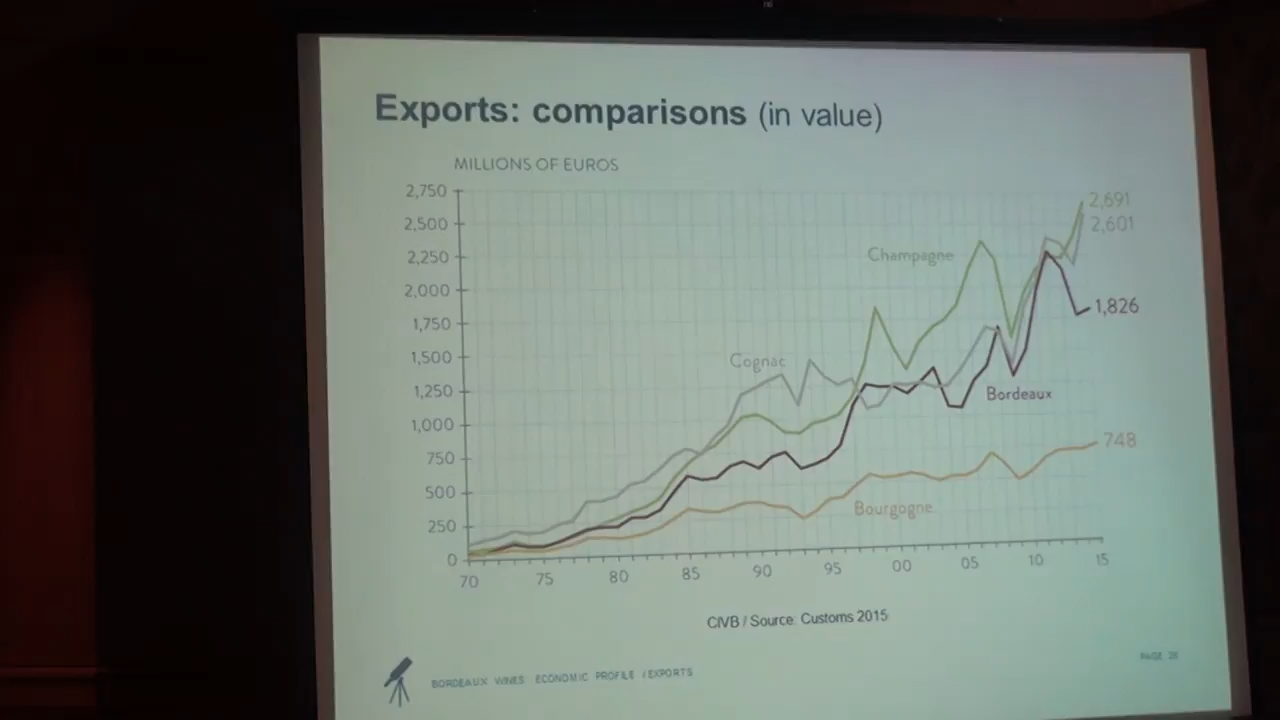 Exports: comparisons (in value)
MILLIONS OF EUROS
2,750
2,500
2,250
2,000
1,750
1,500
1,250
1,000
750
500
250
0
Champagne
Cognac
Bordeaux
Bourgogne
2,691
2,601
1,826
748
70 75 80 85 90 95 00 05 10 15
CIVB / Source: Customs 2015
BORDEAUX WINES ECONOMIC PROFILE / EXPORTS